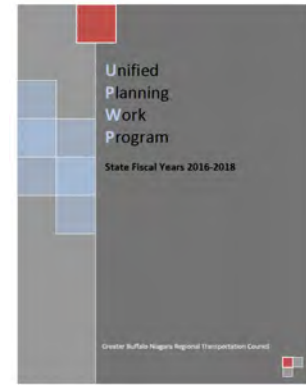 Unified
Planning
Work
Program
State Fiscal Years 2016-2018
Greater Buffalo Niagara Regional Transportation Council